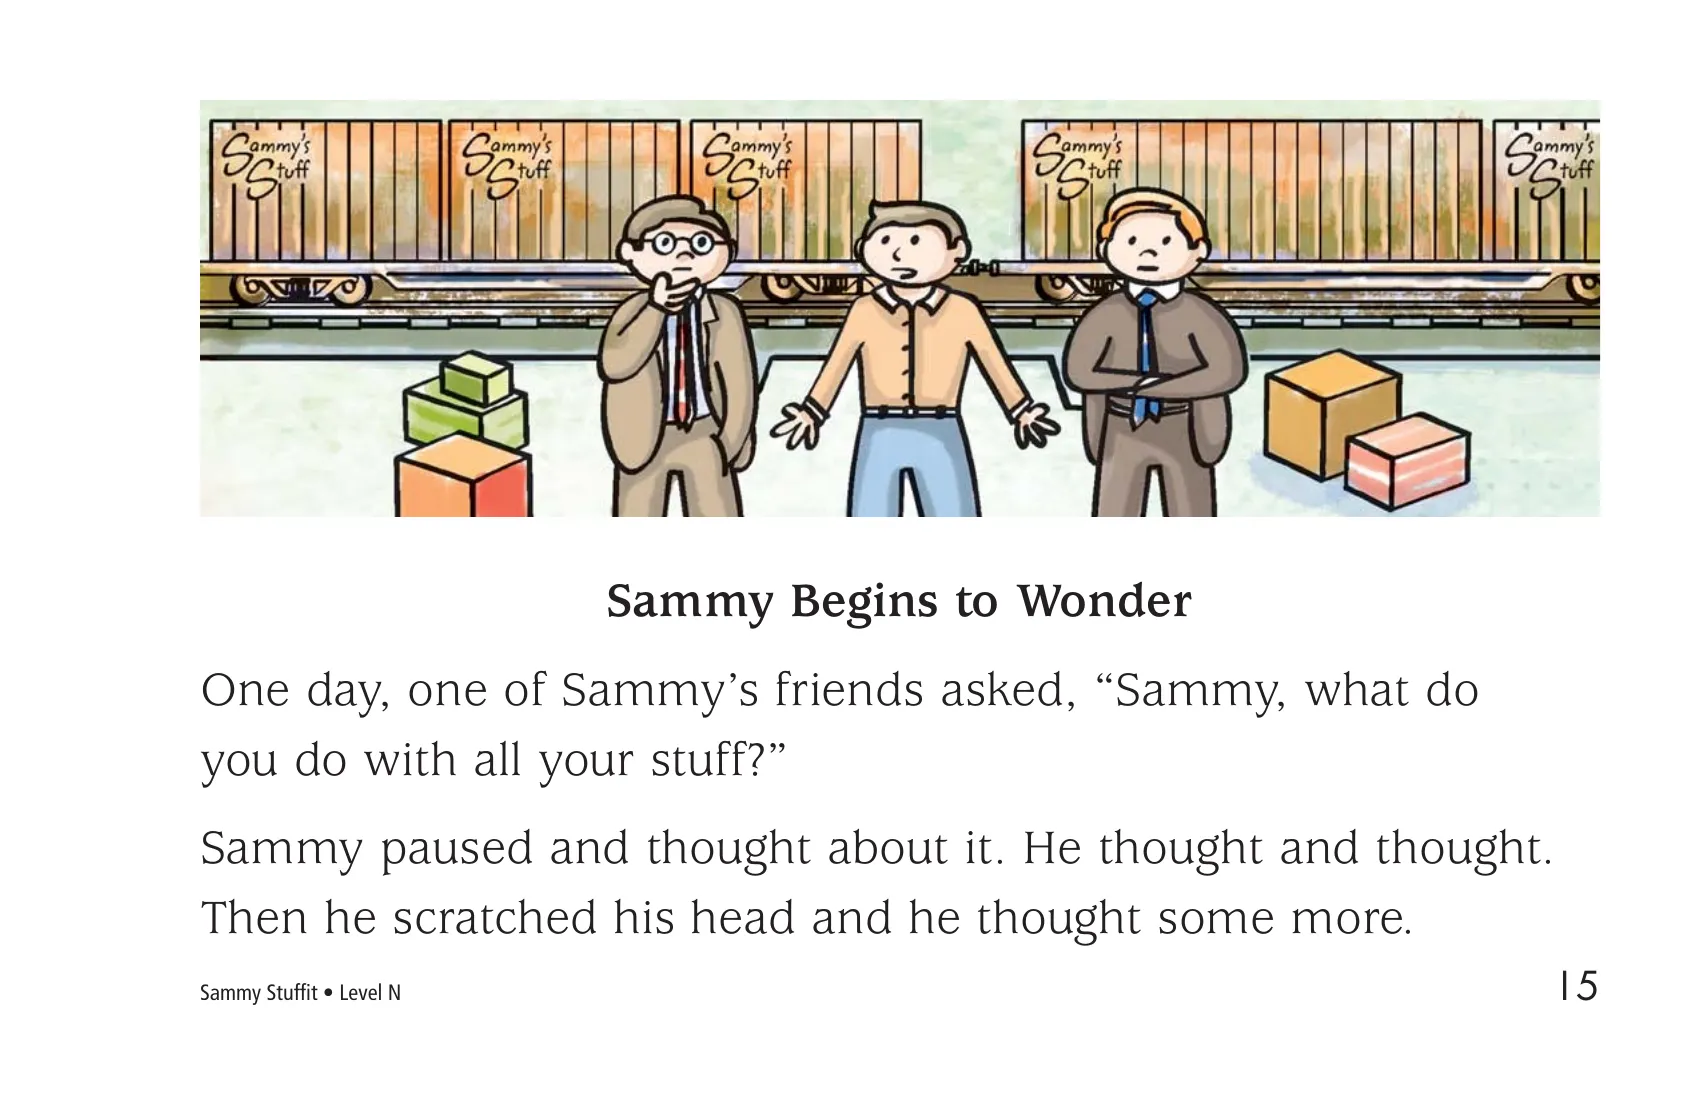 Sammy's
Stuff
Sammy's
Stuff
Sammy's
Stuff
Sammy's
Stuff
Sammy's
Stuff
Sammy Begins to Wonder
One day, one of Sammy’s friends asked, “Sammy, what do
you do with all your stuff?”
Sammy paused and thought about it. He thought and thought.
Then he scratched his head and he thought some more.
Sammy Stuffit • Level N
15